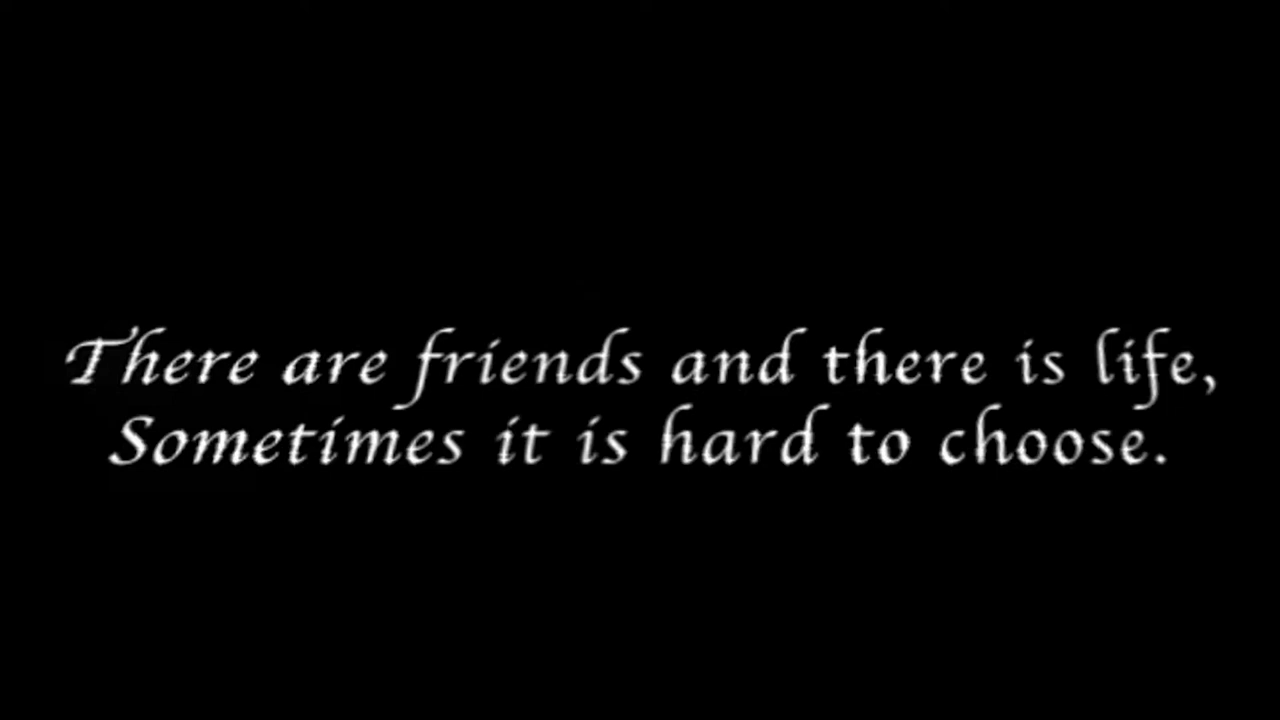 There are friends and there is life,
Sometimes it is hard to choose.